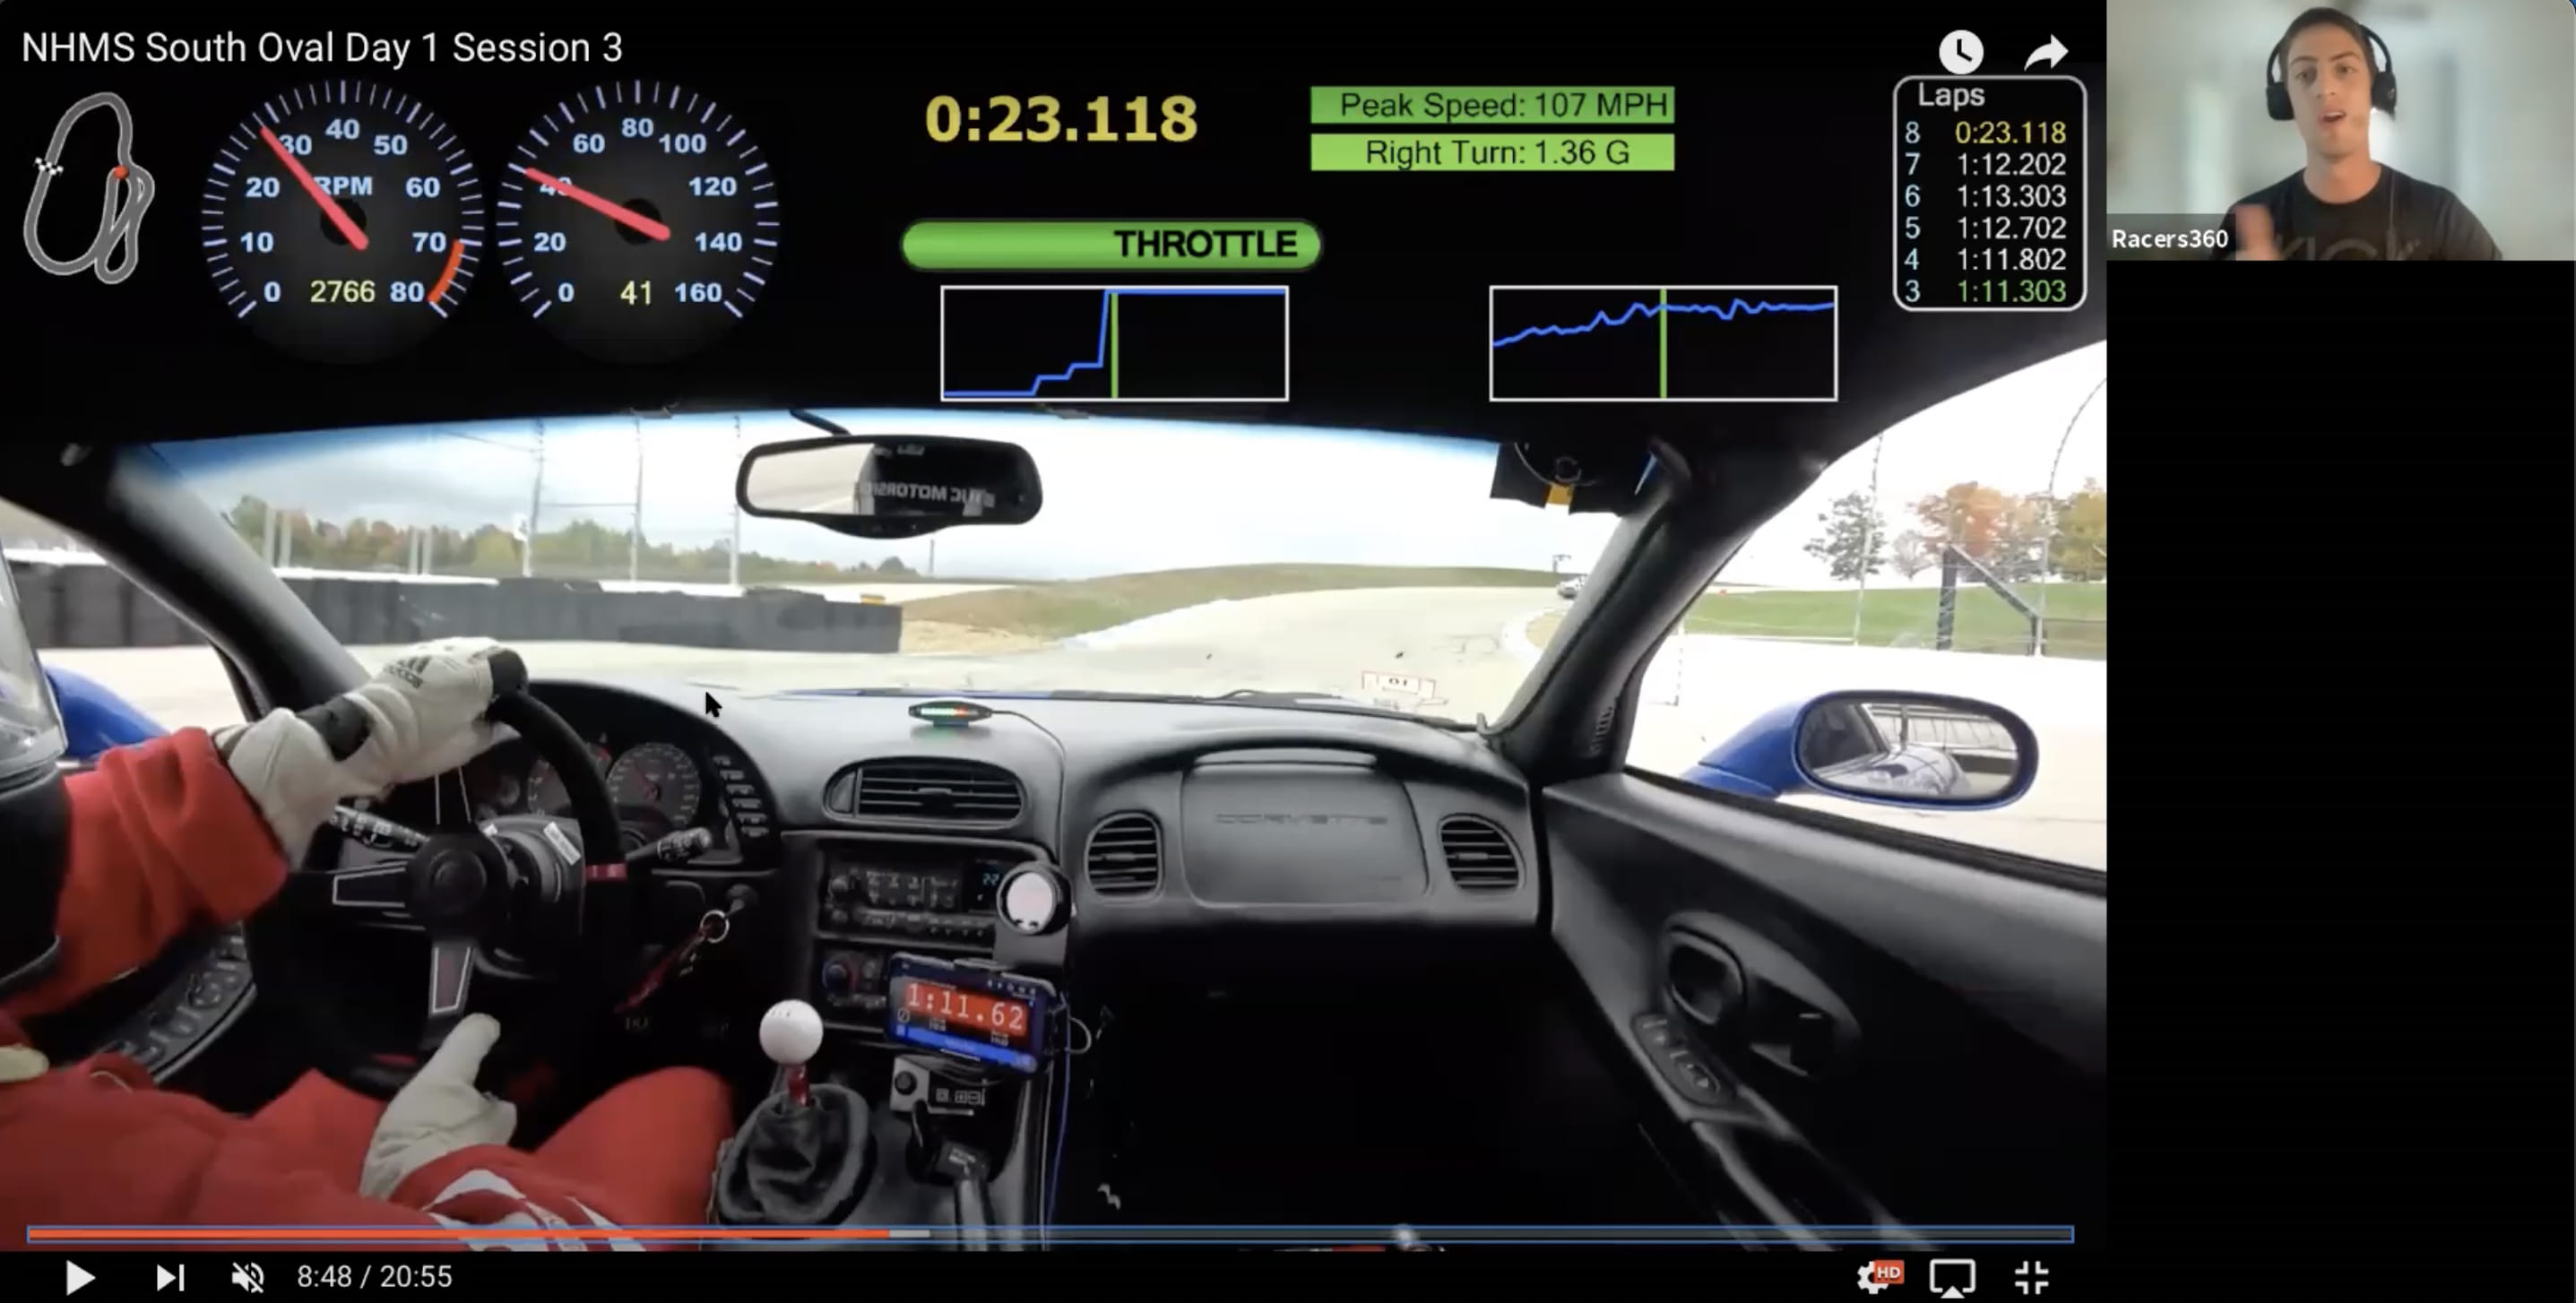 NHMS South Oval Day 1 Session 3
0:23.118
Peak Speed: 107 MPH
Right Turn: 1.36 G
Laps
8 0:23.118
7 1:12.202
6 1:13.303
5 1:12.702
4 1:11.802
3 1:11.303
0 10 20 30 40 50 60 70 80
RPM
2766
0 20 40 60 80 100 120 140 160
41
THROTTLE
Racers360
adidas
01
CORVETTE
1:11.62
8:48 / 20:55
HD